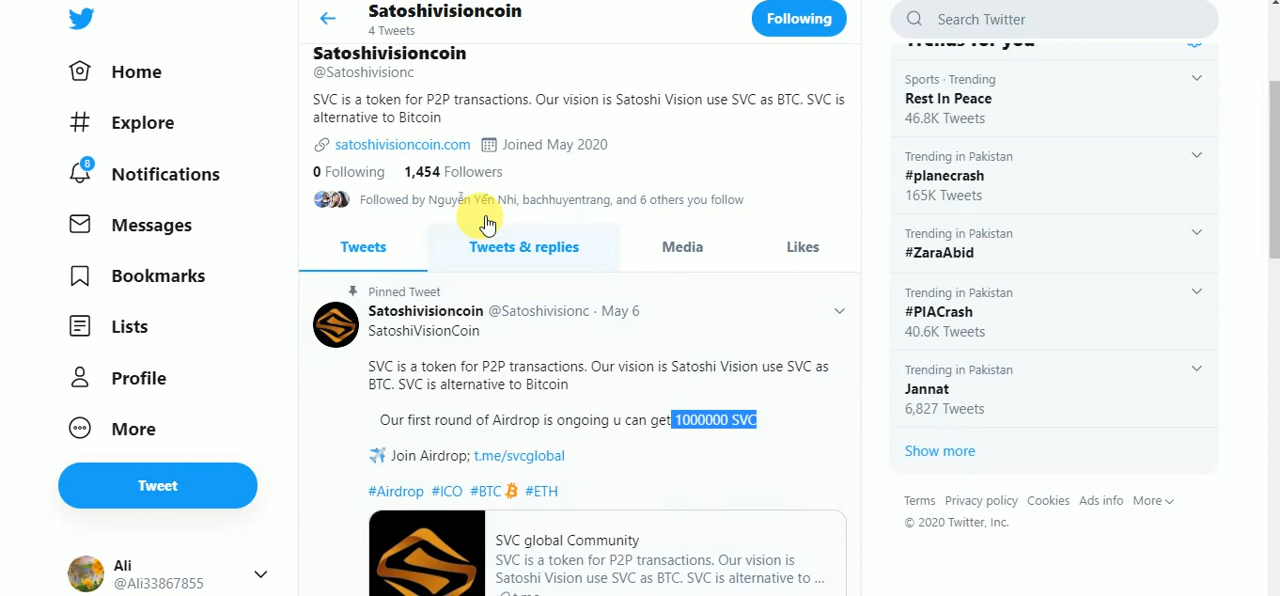 Home
Explore
8
Notifications
Messages
Bookmarks
Lists
Profile
More
Tweet
Ali
@Ali33867855
Satoshivisioncoin
4 Tweets
Following
Satoshivisioncoin
@Satoshivisionc
SVC is a token for P2P transactions. Our vision is Satoshi Vision use SVC as BTC. SVC is
alternative to Bitcoin
satoshivisioncoin.com Joined May 2020
0 Following 1,454 Followers
Followed by Nguyễn Yến Nhi, bachhuyentrang, and 6 others you follow
Tweets Tweets & replies Media Likes
Pinned Tweet
Satoshivisioncoin @Satoshivisionc · May 6
SatoshiVisionCoin
SVC is a token for P2P transactions. Our vision is Satoshi Vision use SVC as
BTC. SVC is alternative to Bitcoin
Our first round of Airdrop is ongoing u can get 1000000 SVC
Join Airdrop; t.me/svcglobal
#Airdrop #ICO #BTC #ETH
SVC global Community
SVC is a token for P2P transactions. Our vision is
Satoshi Vision use SVC as BTC. SVC is alternative to ...
Search Twitter
Trends for you
Sports · Trending
Rest In Peace
46.8K Tweets
Trending in Pakistan
#planecrash
165K Tweets
Trending in Pakistan
#ZaraAbid
Trending in Pakistan
#PIACrash
40.6K Tweets
Trending in Pakistan
Jannat
6,827 Tweets
Show more
Terms Privacy policy Cookies Ads info More
© 2020 Twitter, Inc.